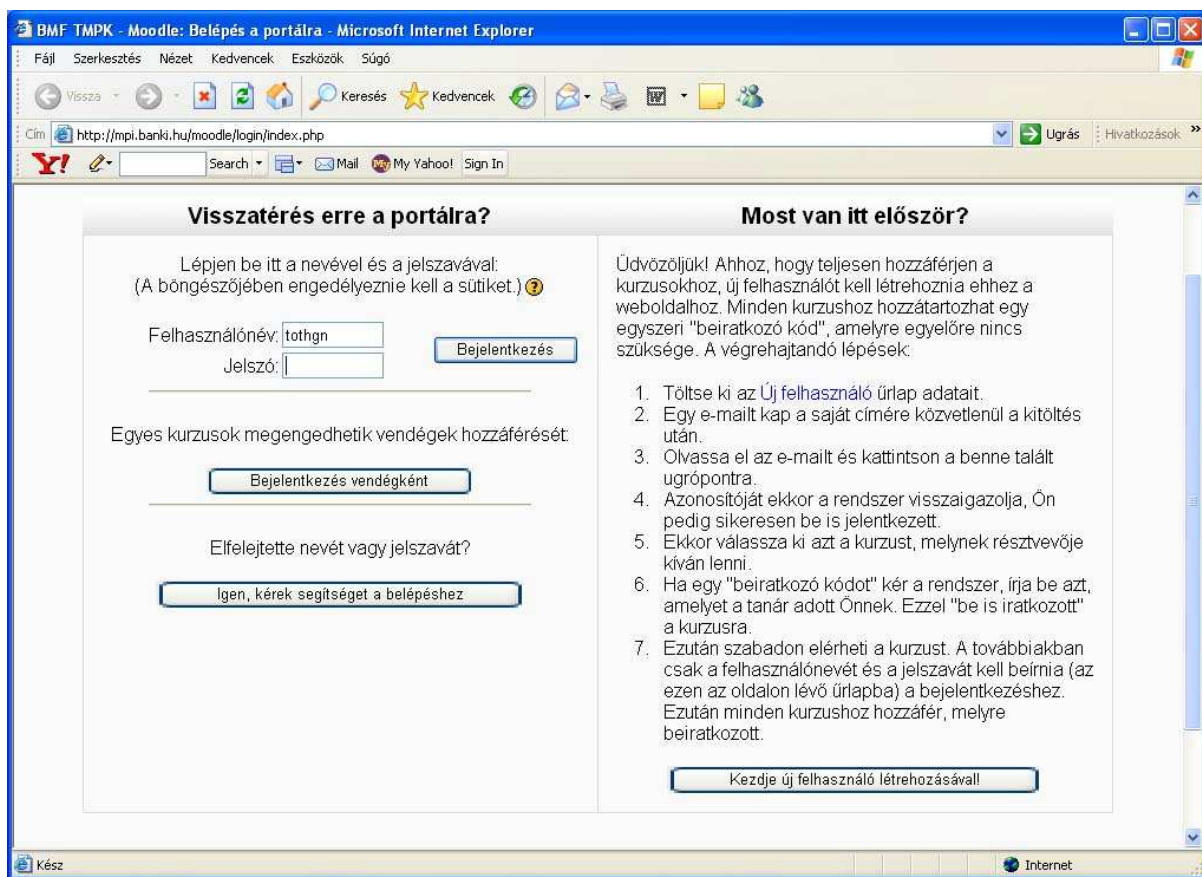 BMF TMPK - Moodle: Belépés a portálra - Microsoft Internet Explorer
Fájl Szerkesztés Nézet Kedvencek Eszközök Súgó
Vissza Keresés Kedvencek
Cím http://mpi.banki.hu/moodle/login/index.php Ugrás Hivatkozások »
Y! Search Mail My Yahoo! Sign In
Visszatérés erre a portálra?
Lépjen be itt a nevével és a jelszavával:
(A böngészőjében engedélyeznie kell a sütiket.) ?
Felhasználónév: tothgn
Jelszó:
Bejelentkezés
Egyes kurzusok megengedhetik vendégek hozzáférését:
Bejelentkezés vendégként
Elfelejtette nevét vagy jelszavát?
Igen, kérek segítséget a belépéshez
Most van itt először?
Üdvözöljük! Ahhoz, hogy teljesen hozzáférjen a
kurzusokhoz, új felhasználót kell létrehoznia ehhez a
weboldalhoz. Minden kurzushoz hozzátartozhat egy
egyszeri "beiratkozó kód", amelyre egyelőre nincs
szüksége. A végrehajtandó lépések:
1. Töltse ki az Új felhasználó űrlap adatait.
2. Egy e-mailt kap a saját címére közvetlenül a kitöltés
után.
3. Olvassa el az e-mailt és kattintson a benne talált
ugrópontra.
4. Azonosítóját ekkor a rendszer visszaigazolja, Ön
pedig sikeresen be is jelentkezett.
5. Ekkor válassza ki azt a kurzust, melynek résztvevője
kíván lenni.
6. Ha egy "beiratkozó kódot" kér a rendszer, írja be azt,
amelyet a tanár adott Önnek. Ezzel "be is iratkozott"
a kurzusra.
7. Ezután szabadon elérheti a kurzust. A továbbiakban
csak a felhasználónevét és a jelszavát kell beírnia (az
ezen az oldalon lévő űrlapba) a bejelentkezéshez.
Ezután minden kurzushoz hozzáfér, melyre
beiratkozott.
Kezdje új felhasználó létrehozásával!
Kész Internet